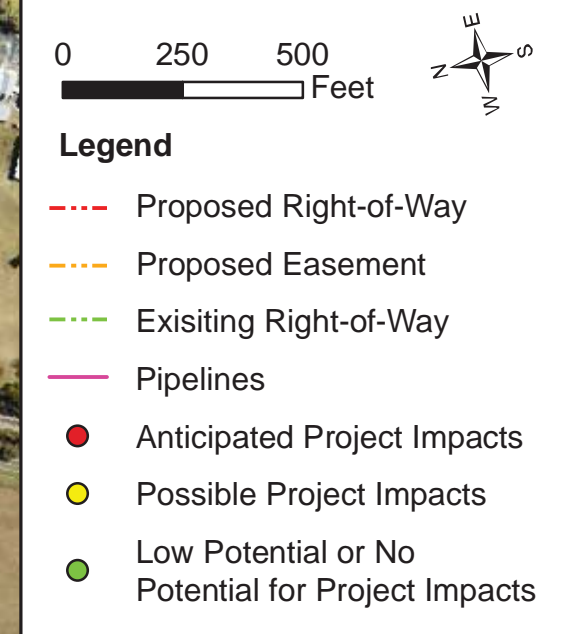 0 250 500
Feet
E
N S
W
Legend
Proposed Right-of-Way
Proposed Easement
Exisiting Right-of-Way
Pipelines
Anticipated Project Impacts
Possible Project Impacts
Low Potential or No
Potential for Project Impacts